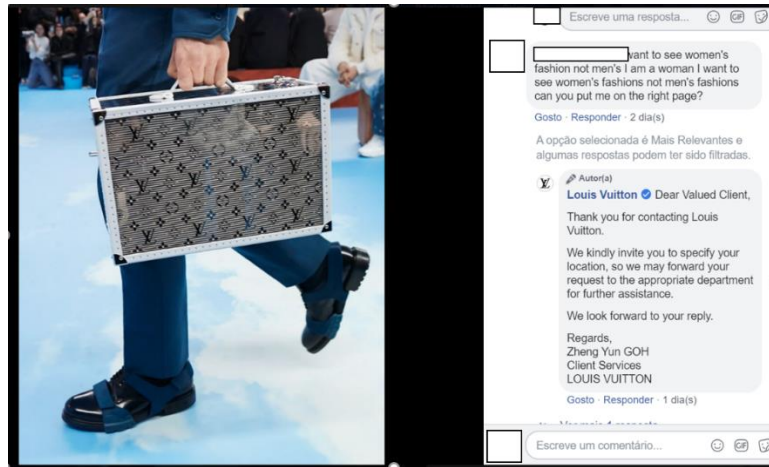 Escreve uma resposta...
GIF
want to see women's
fashion not men's I am a woman I want to
see women's fashions not men's fashions
can you put me on the right page?
Gosto · Responder · 2 dia(s)
A opção selecionada é Mais Relevantes e
algumas respostas podem ter sido filtradas.
Autor(a)
Louis Vuitton Dear Valued Client,
Thank you for contacting Louis
Vuitton.
We kindly invite you to specify your
location, so we may forward your
request to the appropriate department
for further assistance.
We look forward to your reply.
Regards,
Zheng Yun GOH
Client Services
LOUIS VUITTON
Gosto · Responder · 1 dia(s)
Escreve um comentário...
GIF